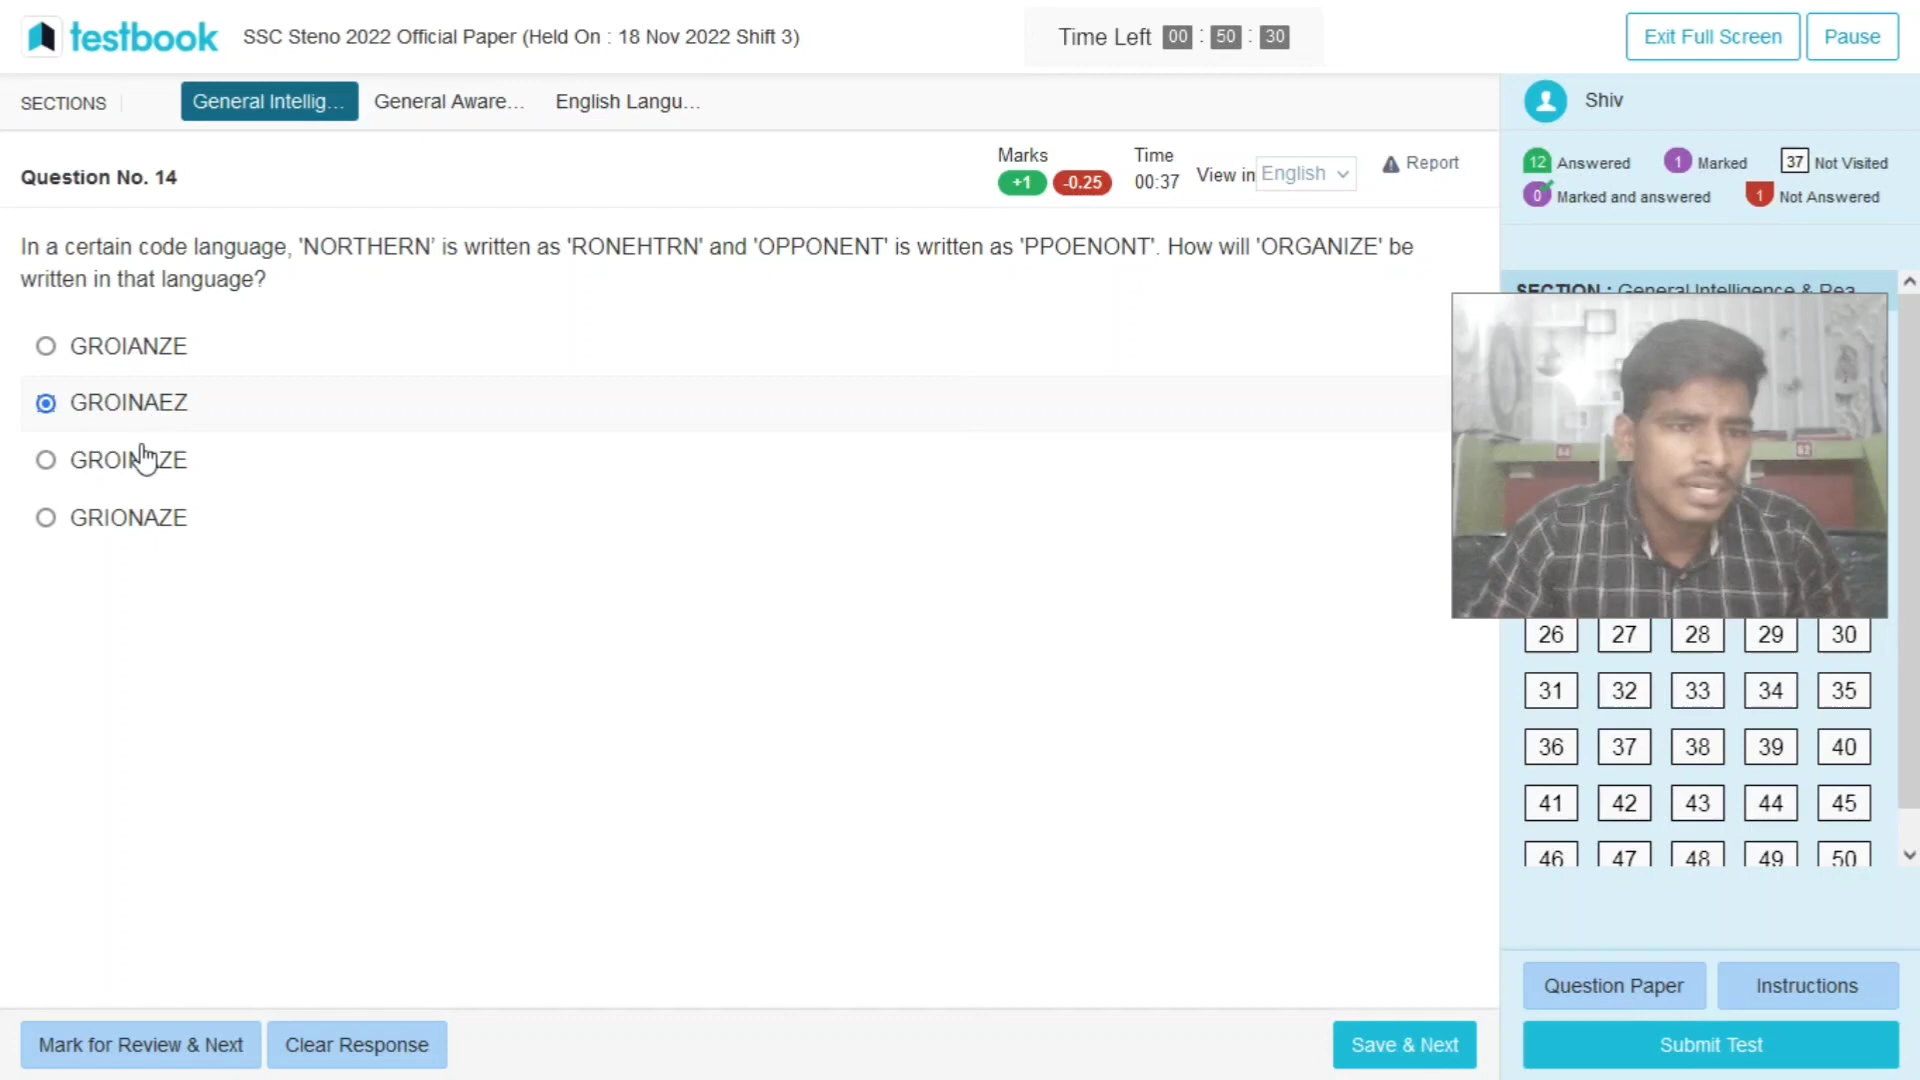 testbook SSC Steno 2022 Official Paper (Held On : 18 Nov 2022 Shift 3) Time Left 00 : 50 : 30 Exit Full Screen Pause
SECTIONS General Intellig... General Aware... English Langu... Shiv
Question No. 14 Marks +1 -0.25 Time 00:37 View in English Report
12 Answered 1 Marked 37 Not Visited
0 Marked and answered 1 Not Answered
In a certain code language, 'NORTHERN' is written as 'RONEHTRN' and 'OPPONENT' is written as 'PPOENONT'. How will 'ORGANIZE' be
written in that language?
SECTION : General Intelligence & Rea
GROIANZE
GROINAEZ
GRIONAZE
26 27 28 29 30
31 32 33 34 35
36 37 38 39 40
41 42 43 44 45
46 47 48 49 50
Question Paper Instructions
Mark for Review & Next Clear Response Save & Next Submit Test